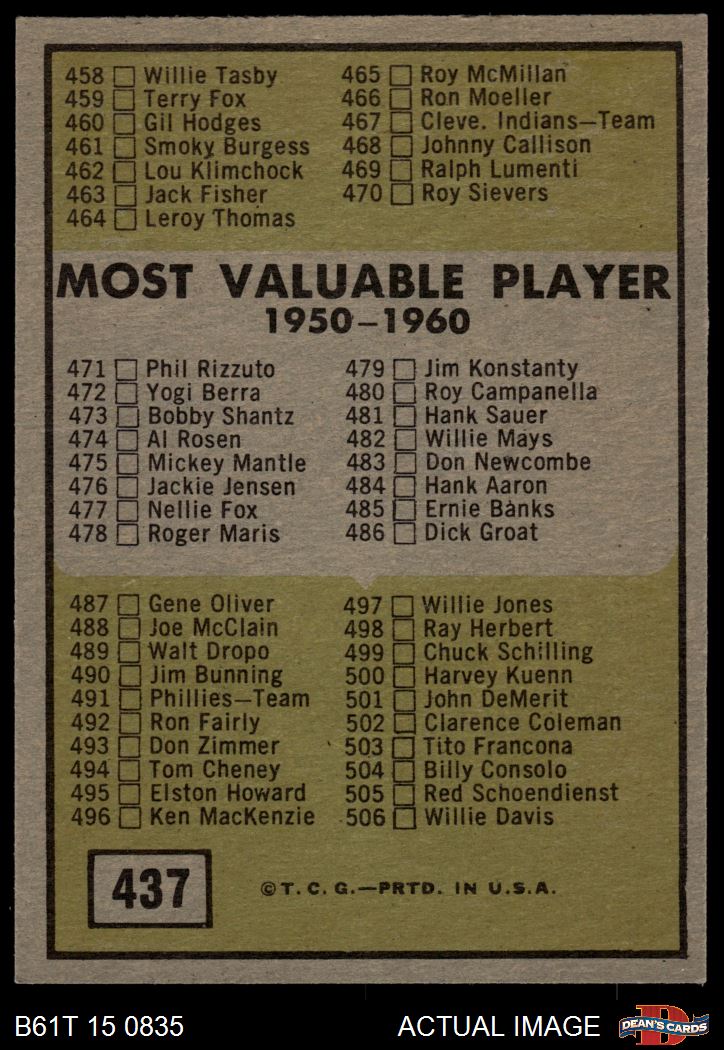 458 Willie Tasby
459 Terry Fox
460 Gil Hodges
461 Smoky Burgess
462 Lou Klimchock
463 Jack Fisher
464 Leroy Thomas
465 Roy McMillan
466 Ron Moeller
467 Cleve. Indians—Team
468 Johnny Callison
469 Ralph Lumenti
470 Roy Sievers
MOST VALUABLE PLAYER
1950–1960
471 Phil Rizzuto
472 Yogi Berra
473 Bobby Shantz
474 Al Rosen
475 Mickey Mantle
476 Jackie Jensen
477 Nellie Fox
478 Roger Maris
479 Jim Konstanty
480 Roy Campanella
481 Hank Sauer
482 Willie Mays
483 Don Newcombe
484 Hank Aaron
485 Ernie Banks
486 Dick Groat
487 Gene Oliver
488 Joe McClain
489 Walt Dropo
490 Jim Bunning
491 Phillies—Team
492 Ron Fairly
493 Don Zimmer
494 Tom Cheney
495 Elston Howard
496 Ken MacKenzie
497 Willie Jones
498 Ray Herbert
499 Chuck Schilling
500 Harvey Kuenn
501 John DeMerit
502 Clarence Coleman
503 Tito Francona
504 Billy Consolo
505 Red Schoendienst
506 Willie Davis
437
©T.C.G.—PRTD. IN U.S.A.
B61T 15 0835
ACTUAL IMAGE
D
DEAN'S CARDS